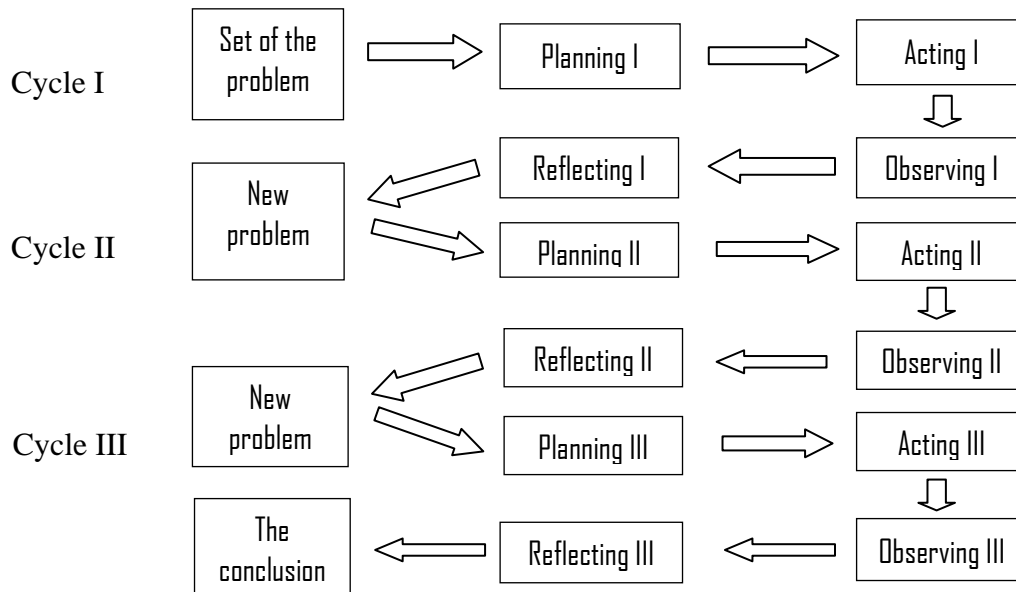 Cycle I
Set of the
problem
Planning I
Acting I
Reflecting I
Observing I
Cycle II
New
problem
Planning II
Acting II
Reflecting II
Observing II
Cycle III
New
problem
Planning III
Acting III
The
conclusion
Reflecting III
Observing III